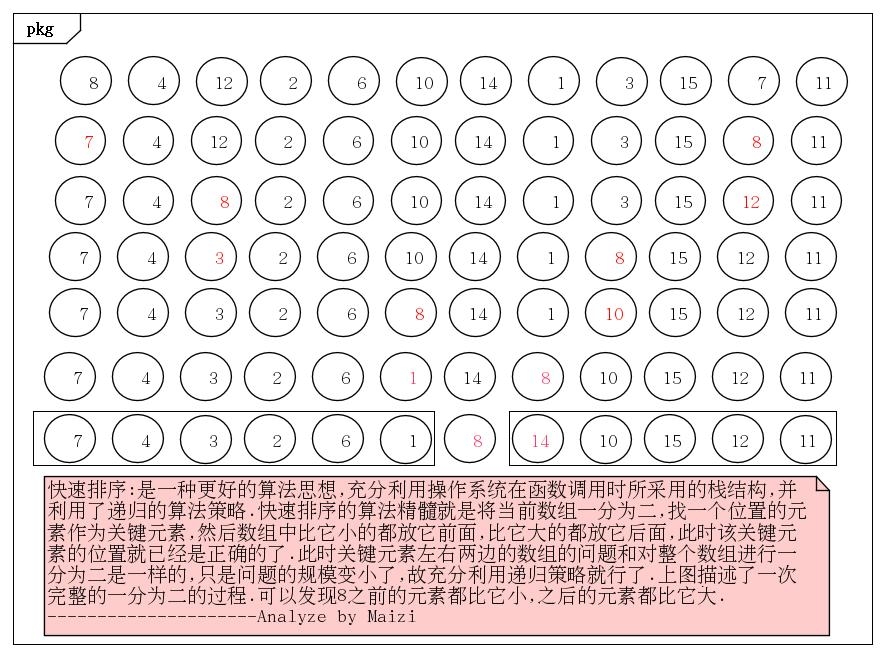 pkg
8 4 12 2 6 10 14 1 3 15 7 11
7 4 12 2 6 10 14 1 3 15 8 11
7 4 8 2 6 10 14 1 3 15 12 11
7 4 3 2 6 10 14 1 8 15 12 11
7 4 3 2 6 8 14 1 10 15 12 11
7 4 3 2 6 1 14 8 10 15 12 11
7 4 3 2 6 1 8 14 10 15 12 11
快速排序:是一种更好的算法思想,充分利用操作系统在函数调用时所采用的栈结构,并
利用了递归的算法策略.快速排序的算法精髓就是将当前数组一分为二,找一个位置的元
素作为关键元素,然后数组中比它小的都放它前面,比它大的都放它后面,此时该关键元
素的位置就已经是正确的了.此时关键元素左右两边的数组的问题和对整个数组进行一
分为二是一样的,只是问题的规模变小了,故充分利用递归策略就行了.上图描述了一次
完整的一分为二的过程.可以发现8之前的元素都比它小,之后的元素都比它大.
---------------------Analyze by Maizi